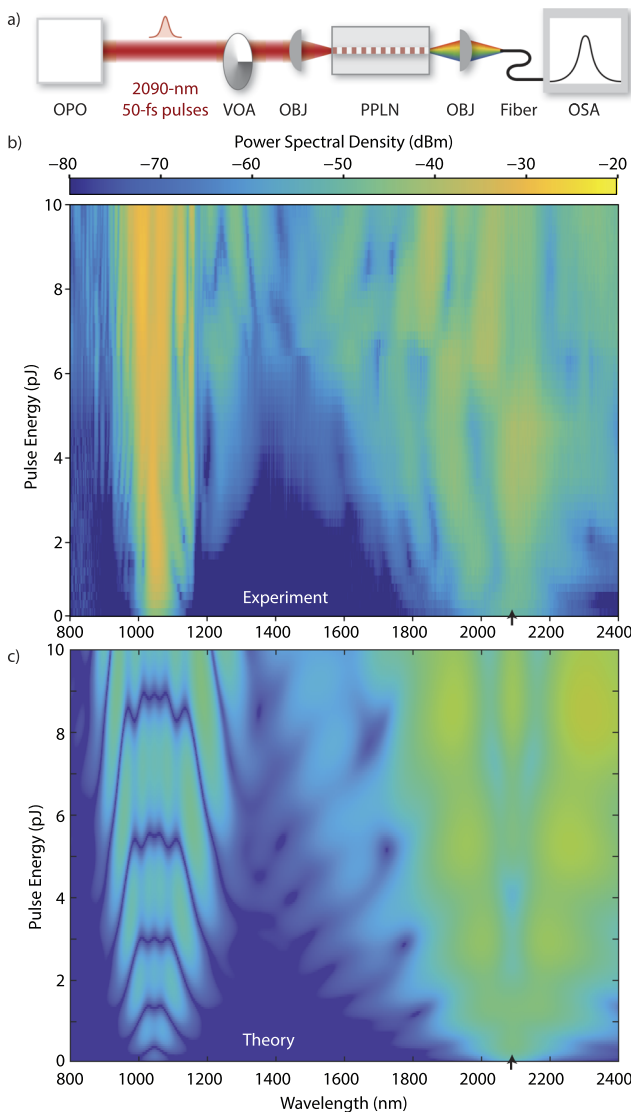 a)
2090-nm
50-fs pulses
OPO VOA OBJ PPLN OBJ Fiber OSA
b)
Power Spectral Density (dBm)
−80 −70 −60 −50 −40 −30 −20
10
8
6
4
2
0
Pulse Energy (pJ)
Experiment
800 1000 1200 1400 1600 1800 2000 2200 2400
c)
10
8
6
4
2
0
Pulse Energy (pJ)
Theory
800 1000 1200 1400 1600 1800 2000 2200 2400
Wavelength (nm)